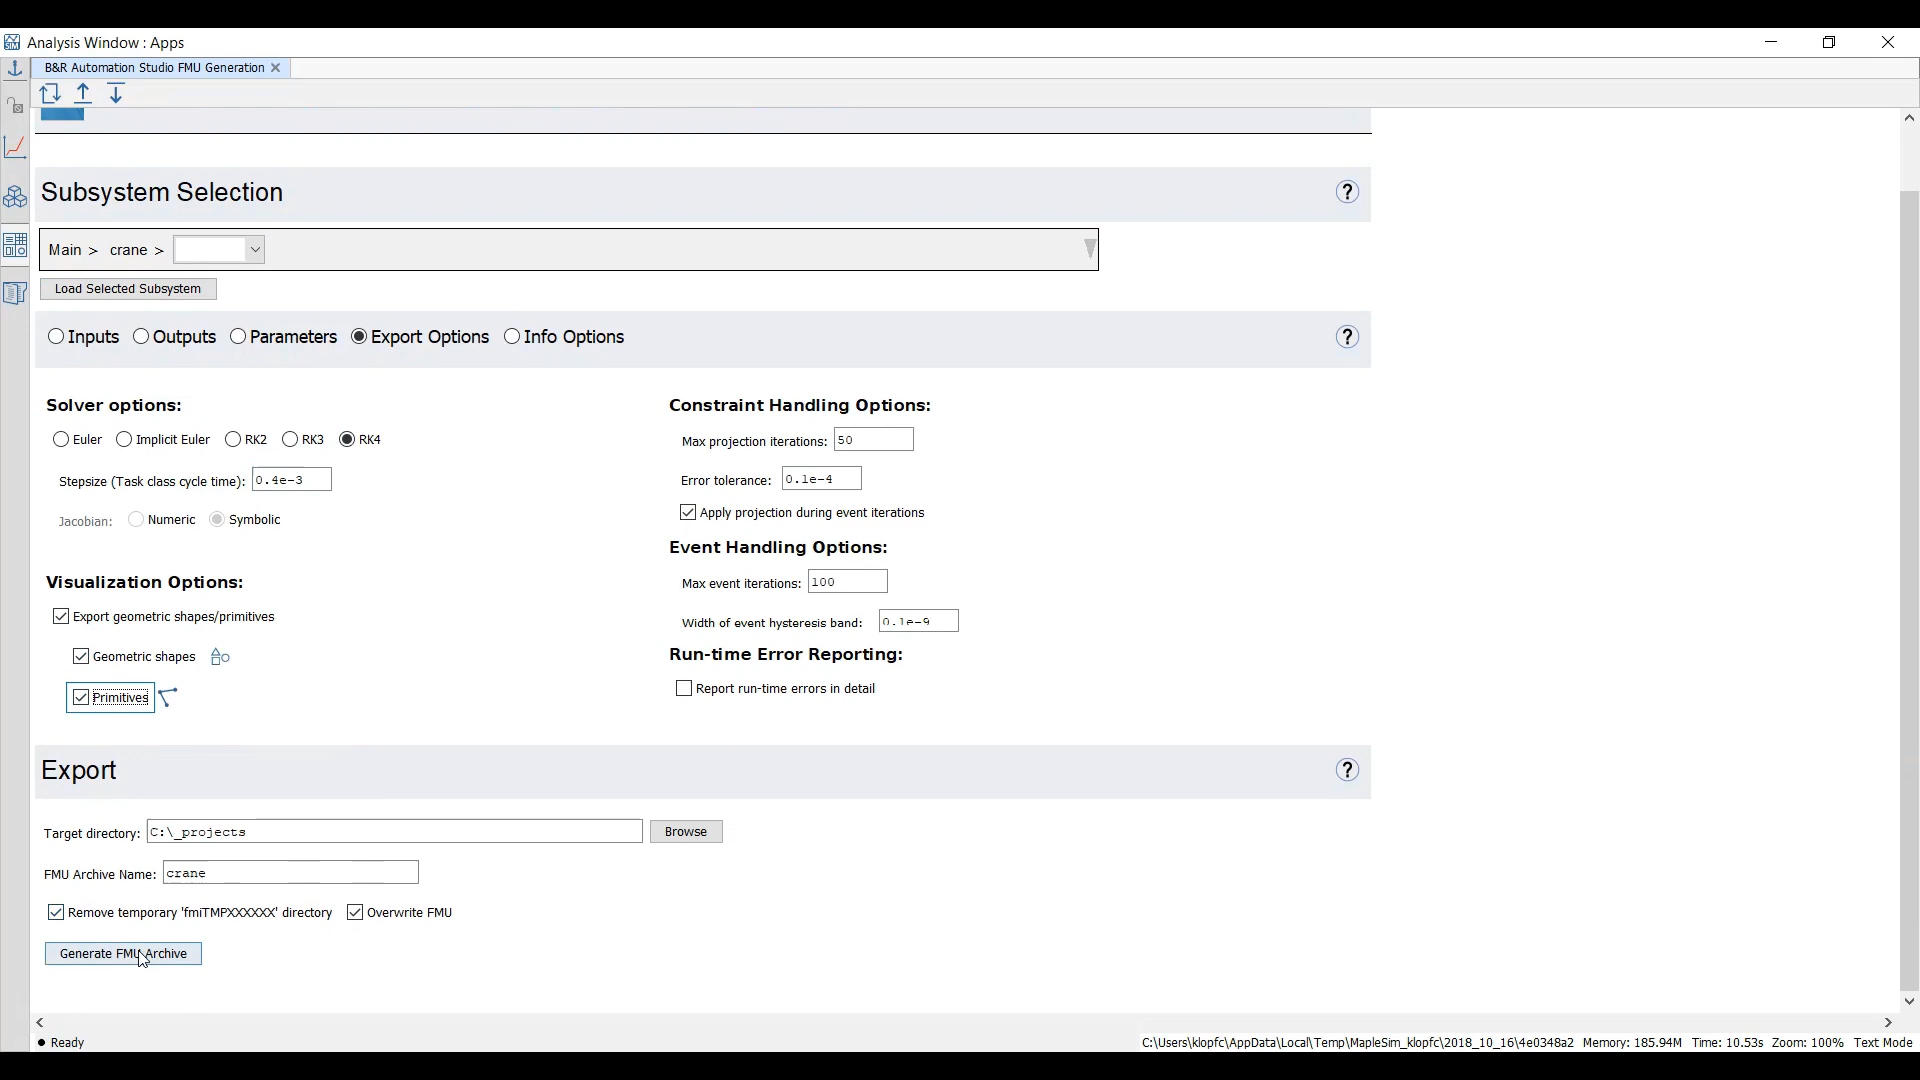 Analysis Window : Apps
B&R Automation Studio FMU Generation
Subsystem Selection
?
Main > crane >
Load Selected Subsystem
Inputs Outputs Parameters Export Options Info Options
?
Solver options:
Constraint Handling Options:
Euler Implicit Euler RK2 RK3 RK4
Max projection iterations: 50
Stepsize (Task class cycle time): 0.4e-3
Error tolerance: 0.1e-4
Jacobian: Numeric Symbolic
Apply projection during event iterations
Event Handling Options:
Visualization Options:
Max event iterations: 100
Export geometric shapes/primitives
Width of event hysteresis band: 0.1e-9
Geometric shapes
Run-time Error Reporting:
Primitives
Report run-time errors in detail
Export
?
Target directory: C:\_projects Browse
FMU Archive Name: crane
Remove temporary 'fmiTMPXXXXXX' directory Overwrite FMU
Generate FMU Archive
Ready
C:\Users\klopfc\AppData\Local\Temp\MapleSim_klopfc\2018_10_16\4e0348a2 Memory: 185.94M Time: 10.53s Zoom: 100% Text Mode